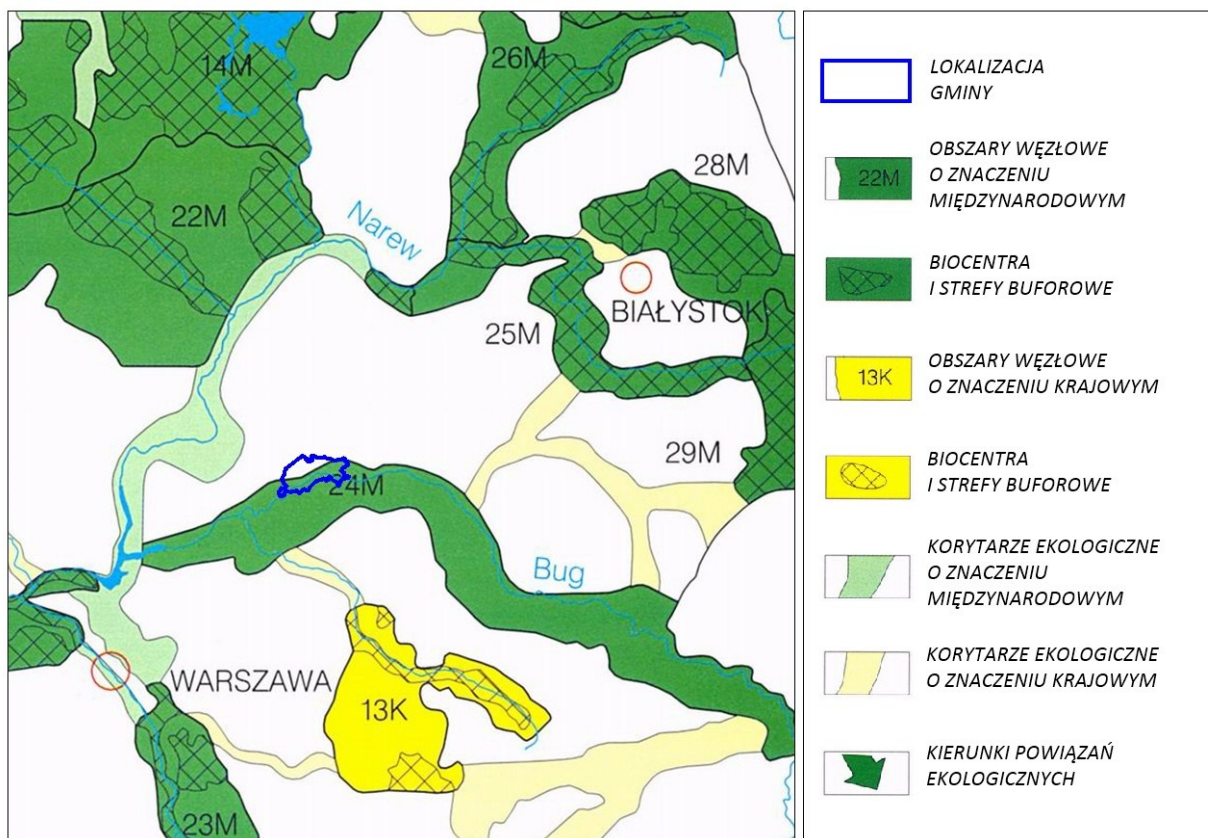 14M
26M
28M
22M
Narew
BIAŁYSTOK
25M
29M
24M
Bug
WARSZAWA
13K
23M
LOKALIZACJA
GMINY
22M
OBSZARY WĘZŁOWE
O ZNACZENIU
MIĘDZYNARODOWYM
BIOCENTRA
I STREFY BUFOROWE
13K
OBSZARY WĘZŁOWE
O ZNACZENIU KRAJOWYM
BIOCENTRA
I STREFY BUFOROWE
KORYTARZE EKOLOGICZNE
O ZNACZENIU
MIĘDZYNARODOWYM
KORYTARZE EKOLOGICZNE
O ZNACZENIU KRAJOWYM
KIERUNKI POWIĄZAŃ
EKOLOGICZNYCH